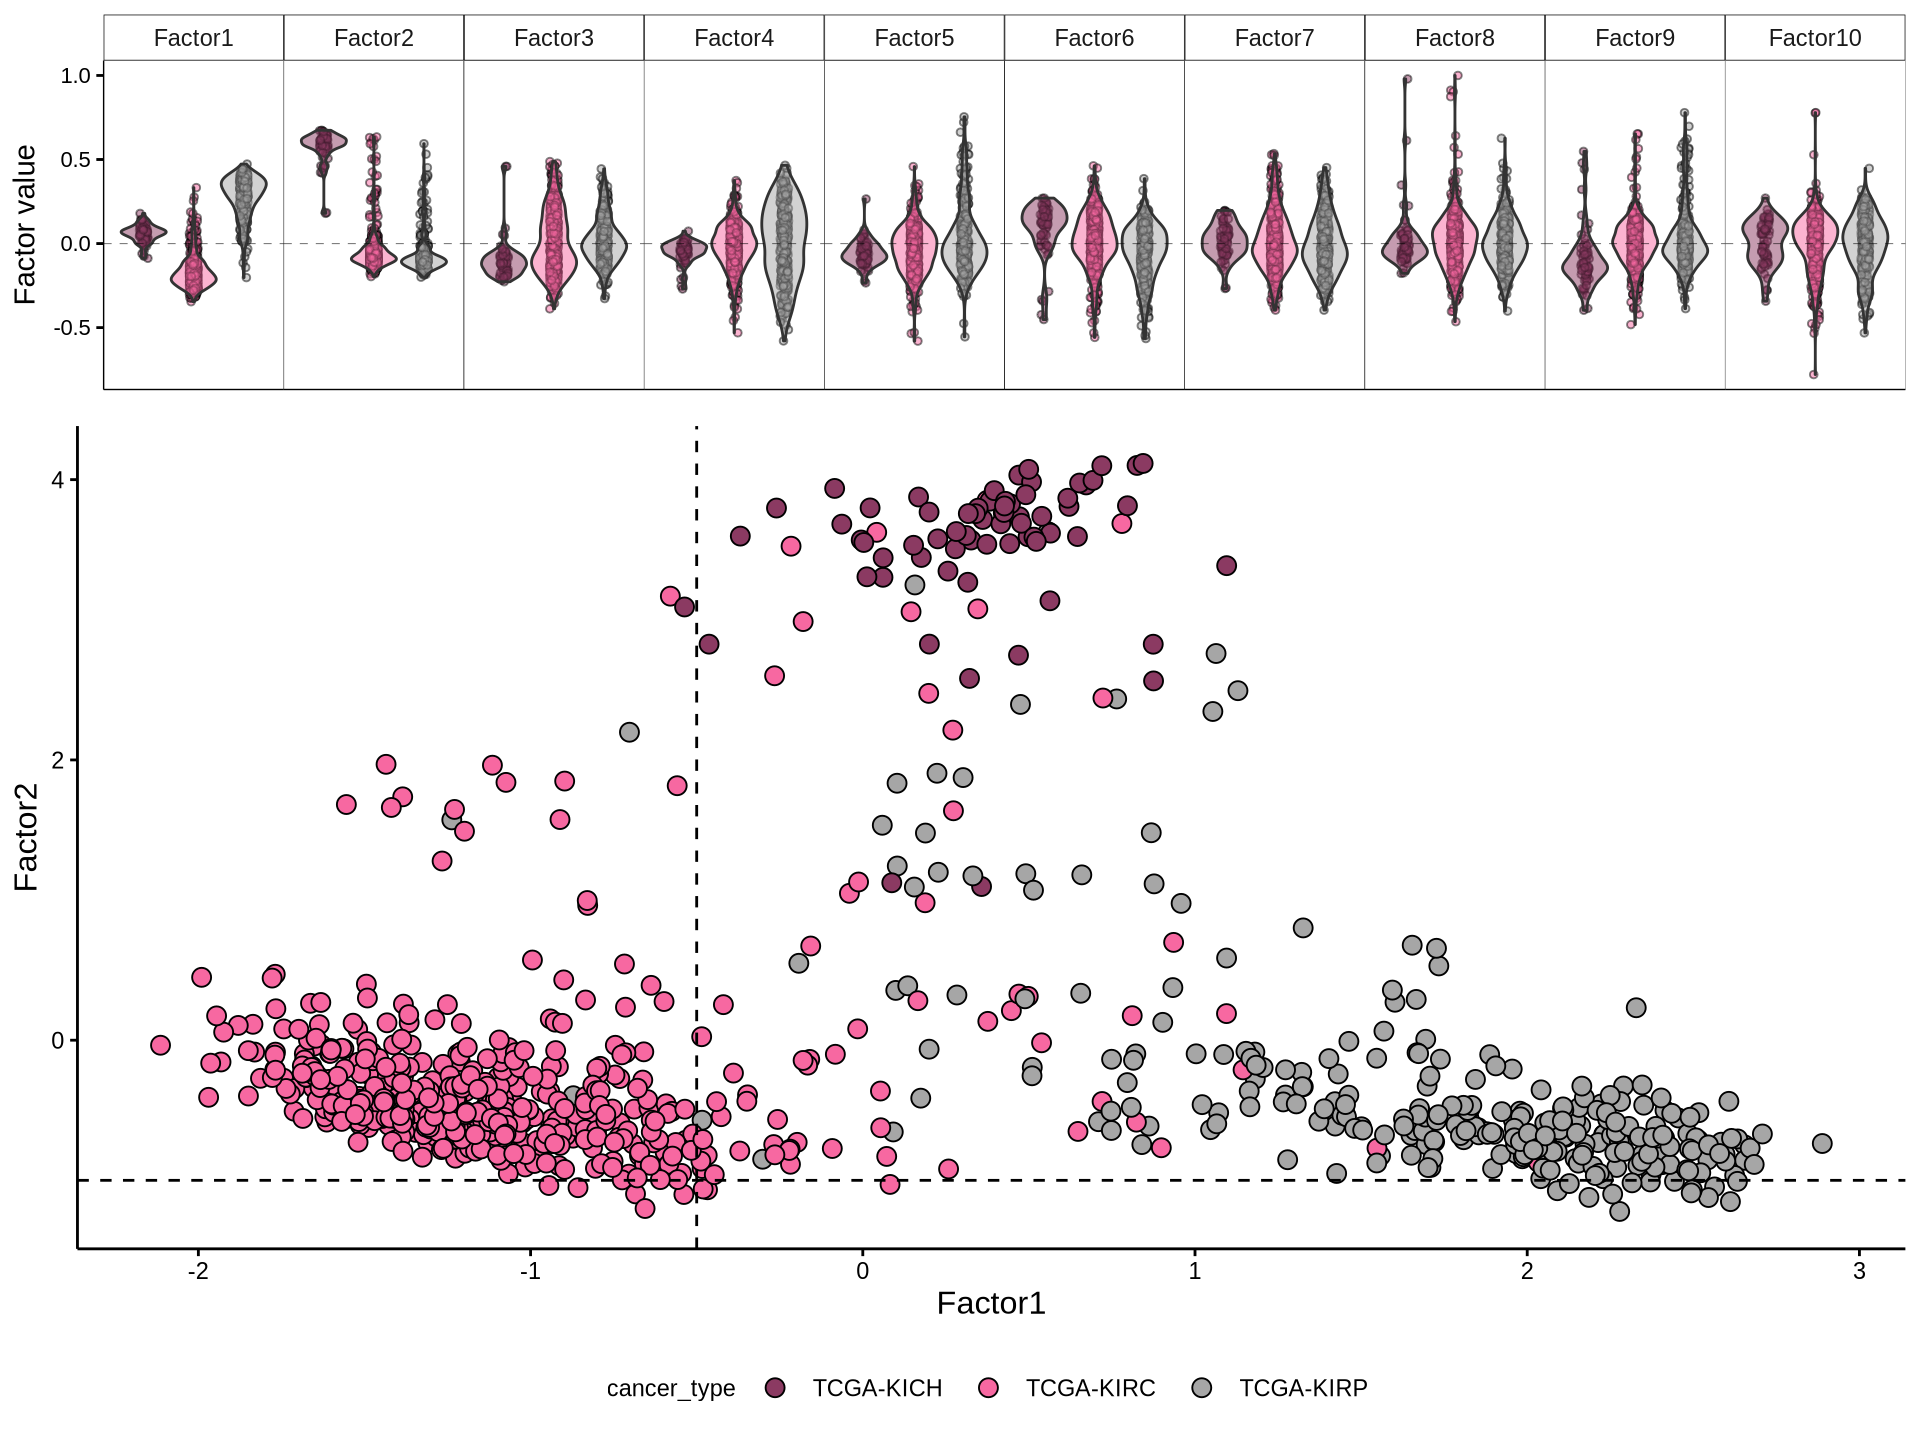 Factor1 Factor2 Factor3 Factor4 Factor5 Factor6 Factor7 Factor8 Factor9 Factor10
Factor value
1.0
0.5
0.0
-0.5
Factor2
4
2
0
-2 -1 0 1 2 3
Factor1
cancer_type TCGA-KICH TCGA-KIRC TCGA-KIRP